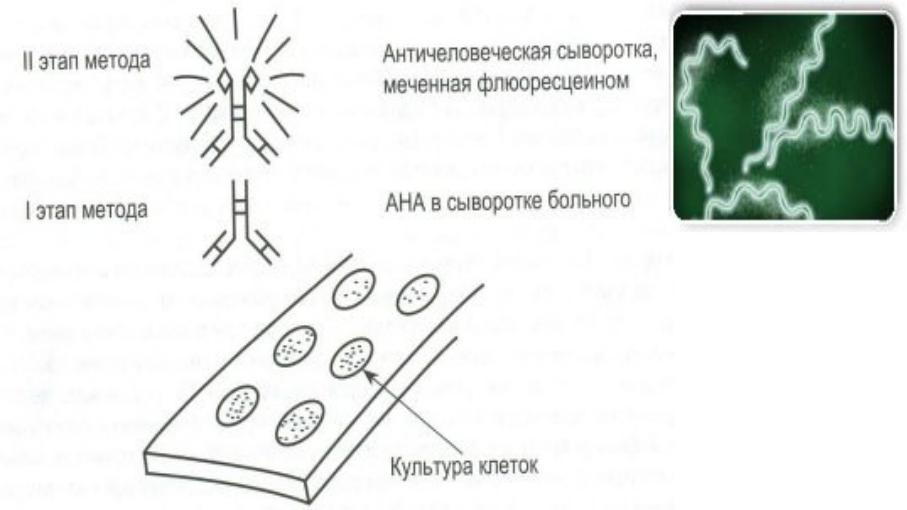 II этап метода
Античеловеческая сыворотка,
меченная флюоресцеином
I этап метода
АНА в сыворотке больного
Культура клеток